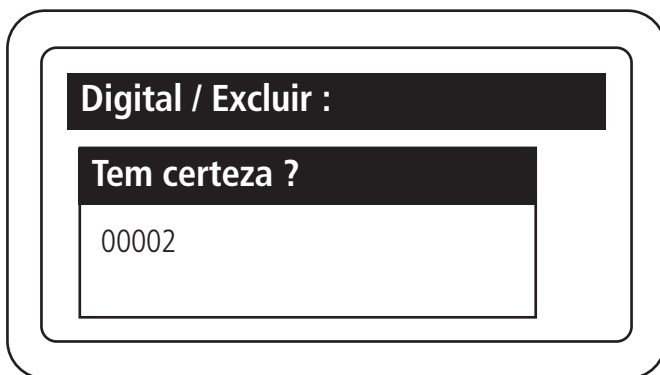 Digital / Excluir :
Tem certeza ?
00002